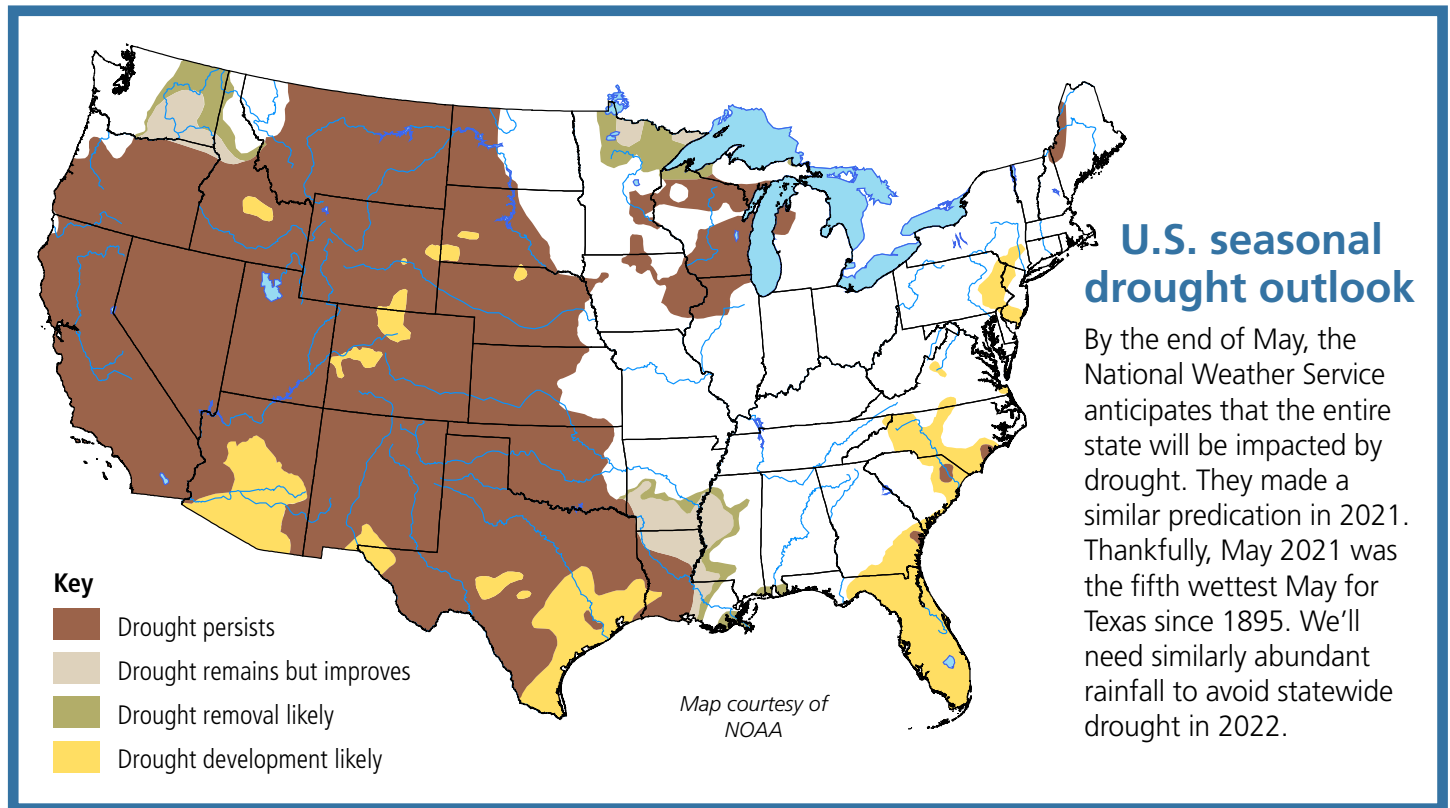 U.S. seasonal
drought outlook
By the end of May, the
National Weather Service
anticipates that the entire
state will be impacted by
drought. They made a
similar predication in 2021.
Thankfully, May 2021 was
the fifth wettest May for
Texas since 1895. We’ll
need similarly abundant
rainfall to avoid statewide
drought in 2022.
Key
Drought persists
Drought remains but improves
Drought removal likely
Drought development likely
Map courtesy of
NOAA